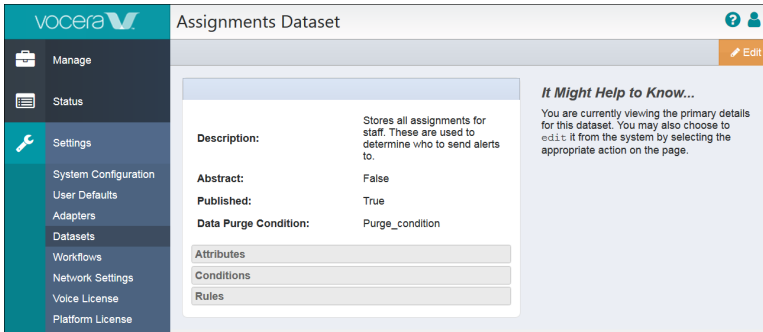 vocera
Assignments Dataset
Edit
Manage
Status
Settings
System Configuration
User Defaults
Adapters
Datasets
Workflows
Network Settings
Voice License
Platform License
Description:
Stores all assignments for
staff. These are used to
determine who to send alerts
to.
Abstract:
False
Published:
True
Data Purge Condition:
Purge_condition
Attributes
Conditions
Rules
It Might Help to Know...
You are currently viewing the primary details
for this dataset. You may also choose to
edit it from the system by selecting the
appropriate action on the page.